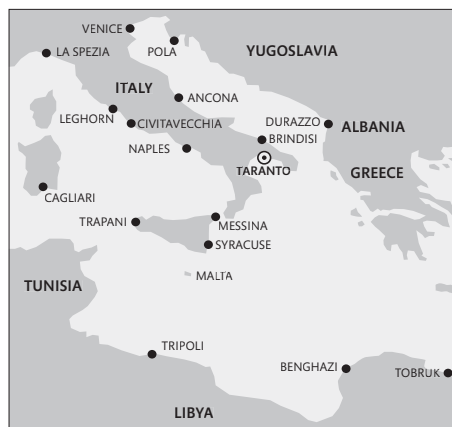 VENICE
POLA
LA SPEZIA
YUGOSLAVIA
ITALY
ANCONA
LEGHORN
CIVITAVECCHIA
DURAZZO
ALBANIA
BRINDISI
NAPLES
TARANTO
GREECE
CAGLIARI
TRAPANI
MESSINA
SYRACUSE
MALTA
TUNISIA
TRIPOLI
BENGHAZI
TOBRUK
LIBYA